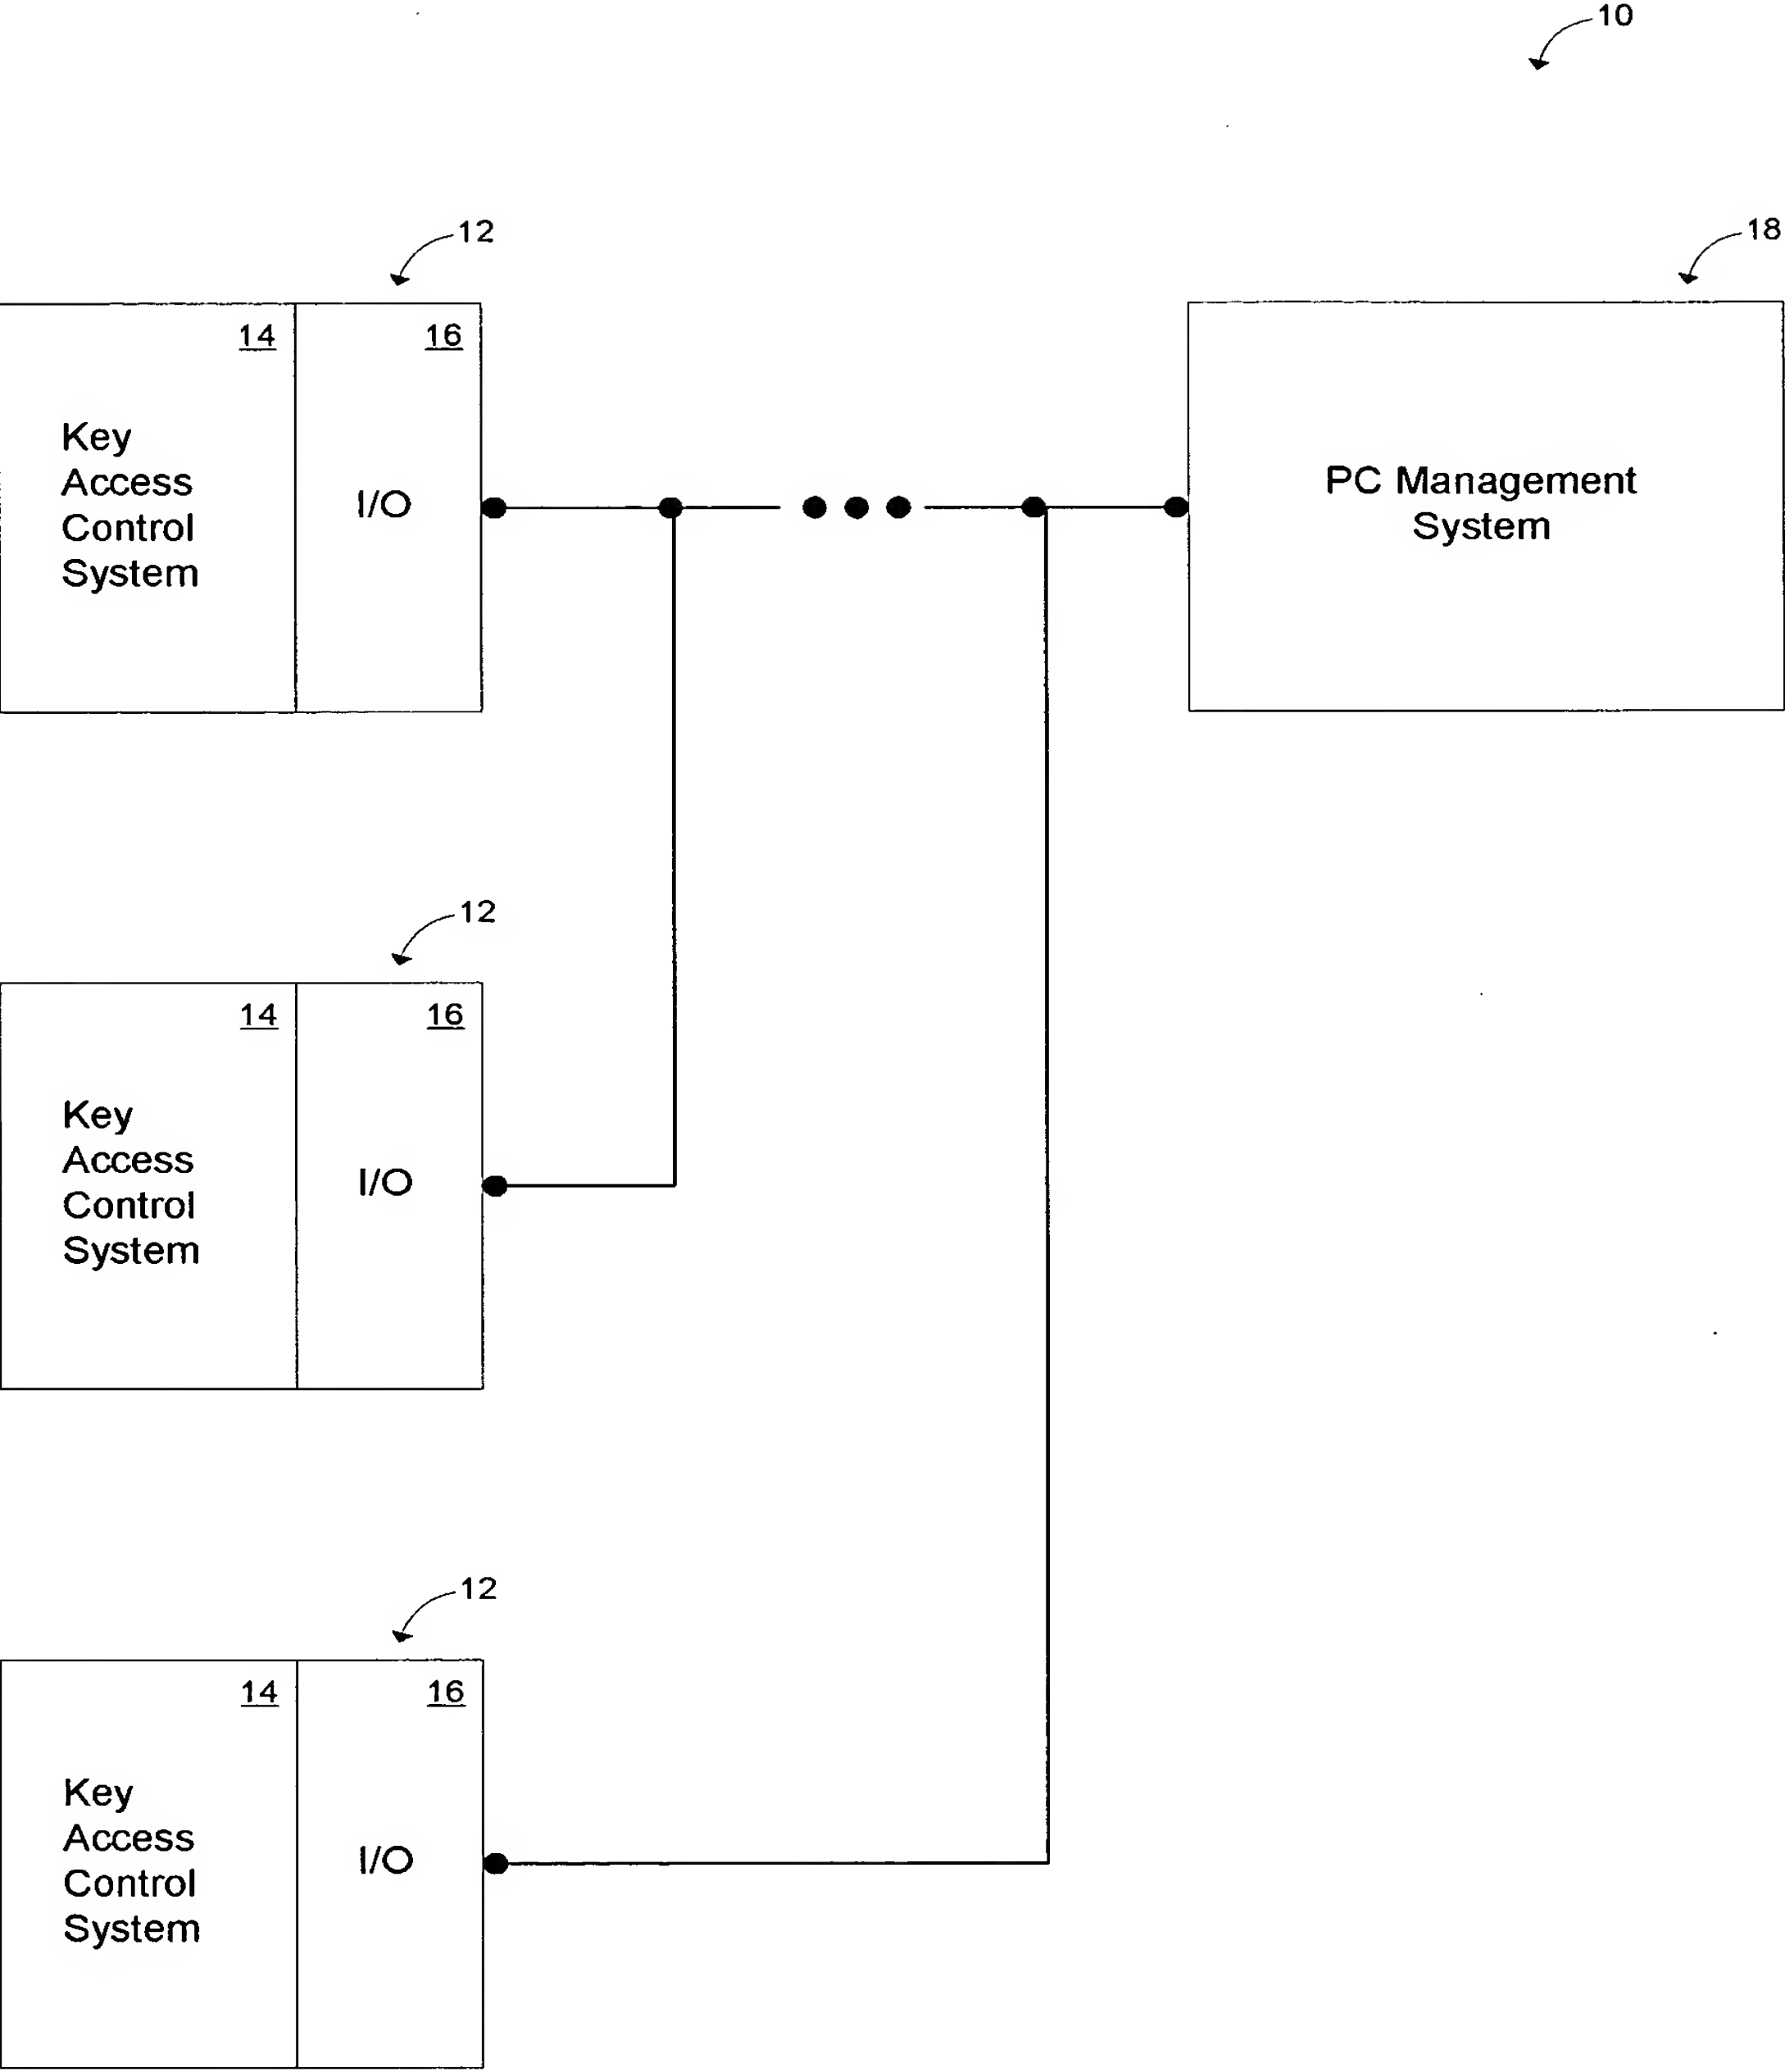 10
12
18
14
16
Key
Access
Control
System
I/O
PC Management
System
12
14
16
Key
Access
Control
System
I/O
12
14
16
Key
Access
Control
System
I/O